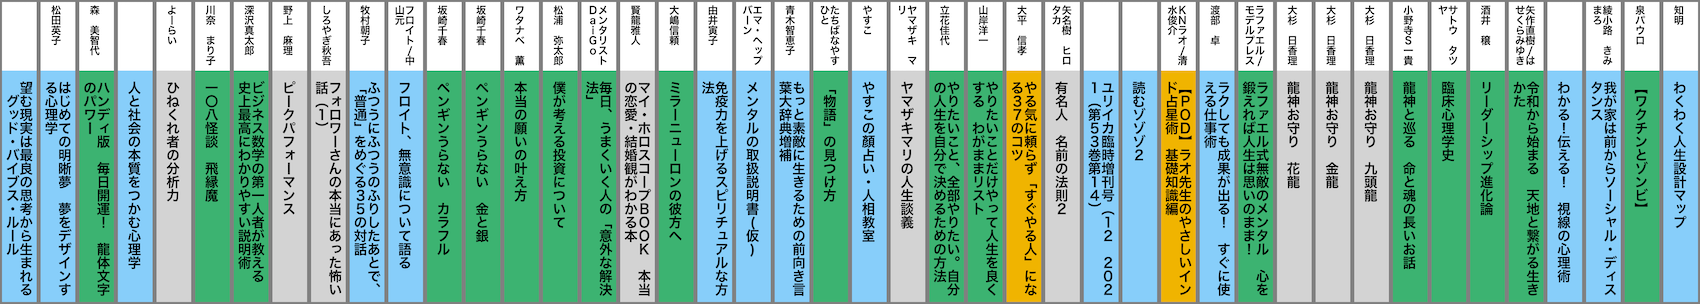 知明
わくわく人生設計マップ
泉パウロ
【ワクチンとゾンビ】
綾小路 きみ
まろ
我が家は前からソーシャル・ディス
タンス
わかる！伝える！ 視線の心理術
矢作直樹/は
せくらみゆき
令和から始まる 天地と繋がる生き
かた
酒井 穣
リーダーシップ進化論
サトウ タツ
ヤ
臨床心理学史
小野寺Ｓ一貴
龍神と巡る 命と魂の長いお話
大杉 日香理
龍神お守り 九頭龍
大杉 日香理
龍神お守り 金龍
大杉 日香理
龍神お守り 花龍
ラファエル/
モデルプレス
ラファエル式無敵のメンタル 心を
鍛えれば人生は思いのまま！
渡部 卓
ラクしても成果が出る！ すぐに使
える仕事術
ＫＮラオ/清
水俊介
【ＰＯＤ】ラオ先生のやさしいイン
ド占星術 基礎知識編
読むゾゾゾ２
ユリイカ臨時増刊号（１２ ２０２
１（第５３巻第１４）
矢名樹 ヒロ
タカ
有名人 名前の法則２
大平 信孝
やる気に頼らず「すぐやる人」にな
る３７のコツ
山岸洋一
やりたいことだけやって人生を良く
する わがままリスト
立花佳代
やりたいこと、全部やりたい。自分
の人生を自分で決めるための方法
ヤマザキ マ
リ
ヤマザキマリの人生談義
やすこ
やすこの顔占い・人相教室
たちばなやす
ひと
「物語」の見つけ方
青木智恵子
もっと素敵に生きるための前向き言
葉大辞典増補
エマ・ヘップ
バーン
メンタルの取扱説明書(仮)
由井寅子
免疫力を上げるスピリチュアルな方
法
大嶋信頼
ミラーニューロンの彼方へ
賢龍雅人
マイ・ホロスコープＢＯＯＫ 本当
の恋愛・結婚観がわかる本
メンタリスト
ＤａｉＧｏ
毎日、うまくいく人の「意外な解決
法」
松浦 弥太郎
僕が考える投資について
ワタナベ 薫
本当の願いの叶え方
坂崎千春
ペンギンうらない 金と銀
坂崎千春
ペンギンうらない カラフル
フロイト/中
山元
フロイト、無意識について語る
牧村朝子
ふつうにふつうのふりしたあとで、
「普通」をめぐる３５の対話
しろやぎ秋吾
フォロワーさんの本当にあった怖い
話（１）
野上 麻理
ピークパフォーマンス
深沢真太郎
ビジネス数学の第一人者が教える
史上最高にわかりやすい説明術
川奈 まり子
一〇八怪談 飛縁魔
よーらい
ひねくれ者の分析力
人と社会の本質をつかむ心理学
森 美智代
ハンディ版 毎日開運！ 龍体文字
のパワー
松田英子
はじめての明晰夢 夢をデザインす
る心理学
望む現実は最良の思考から生まれる
グッド・バイブス・ルール